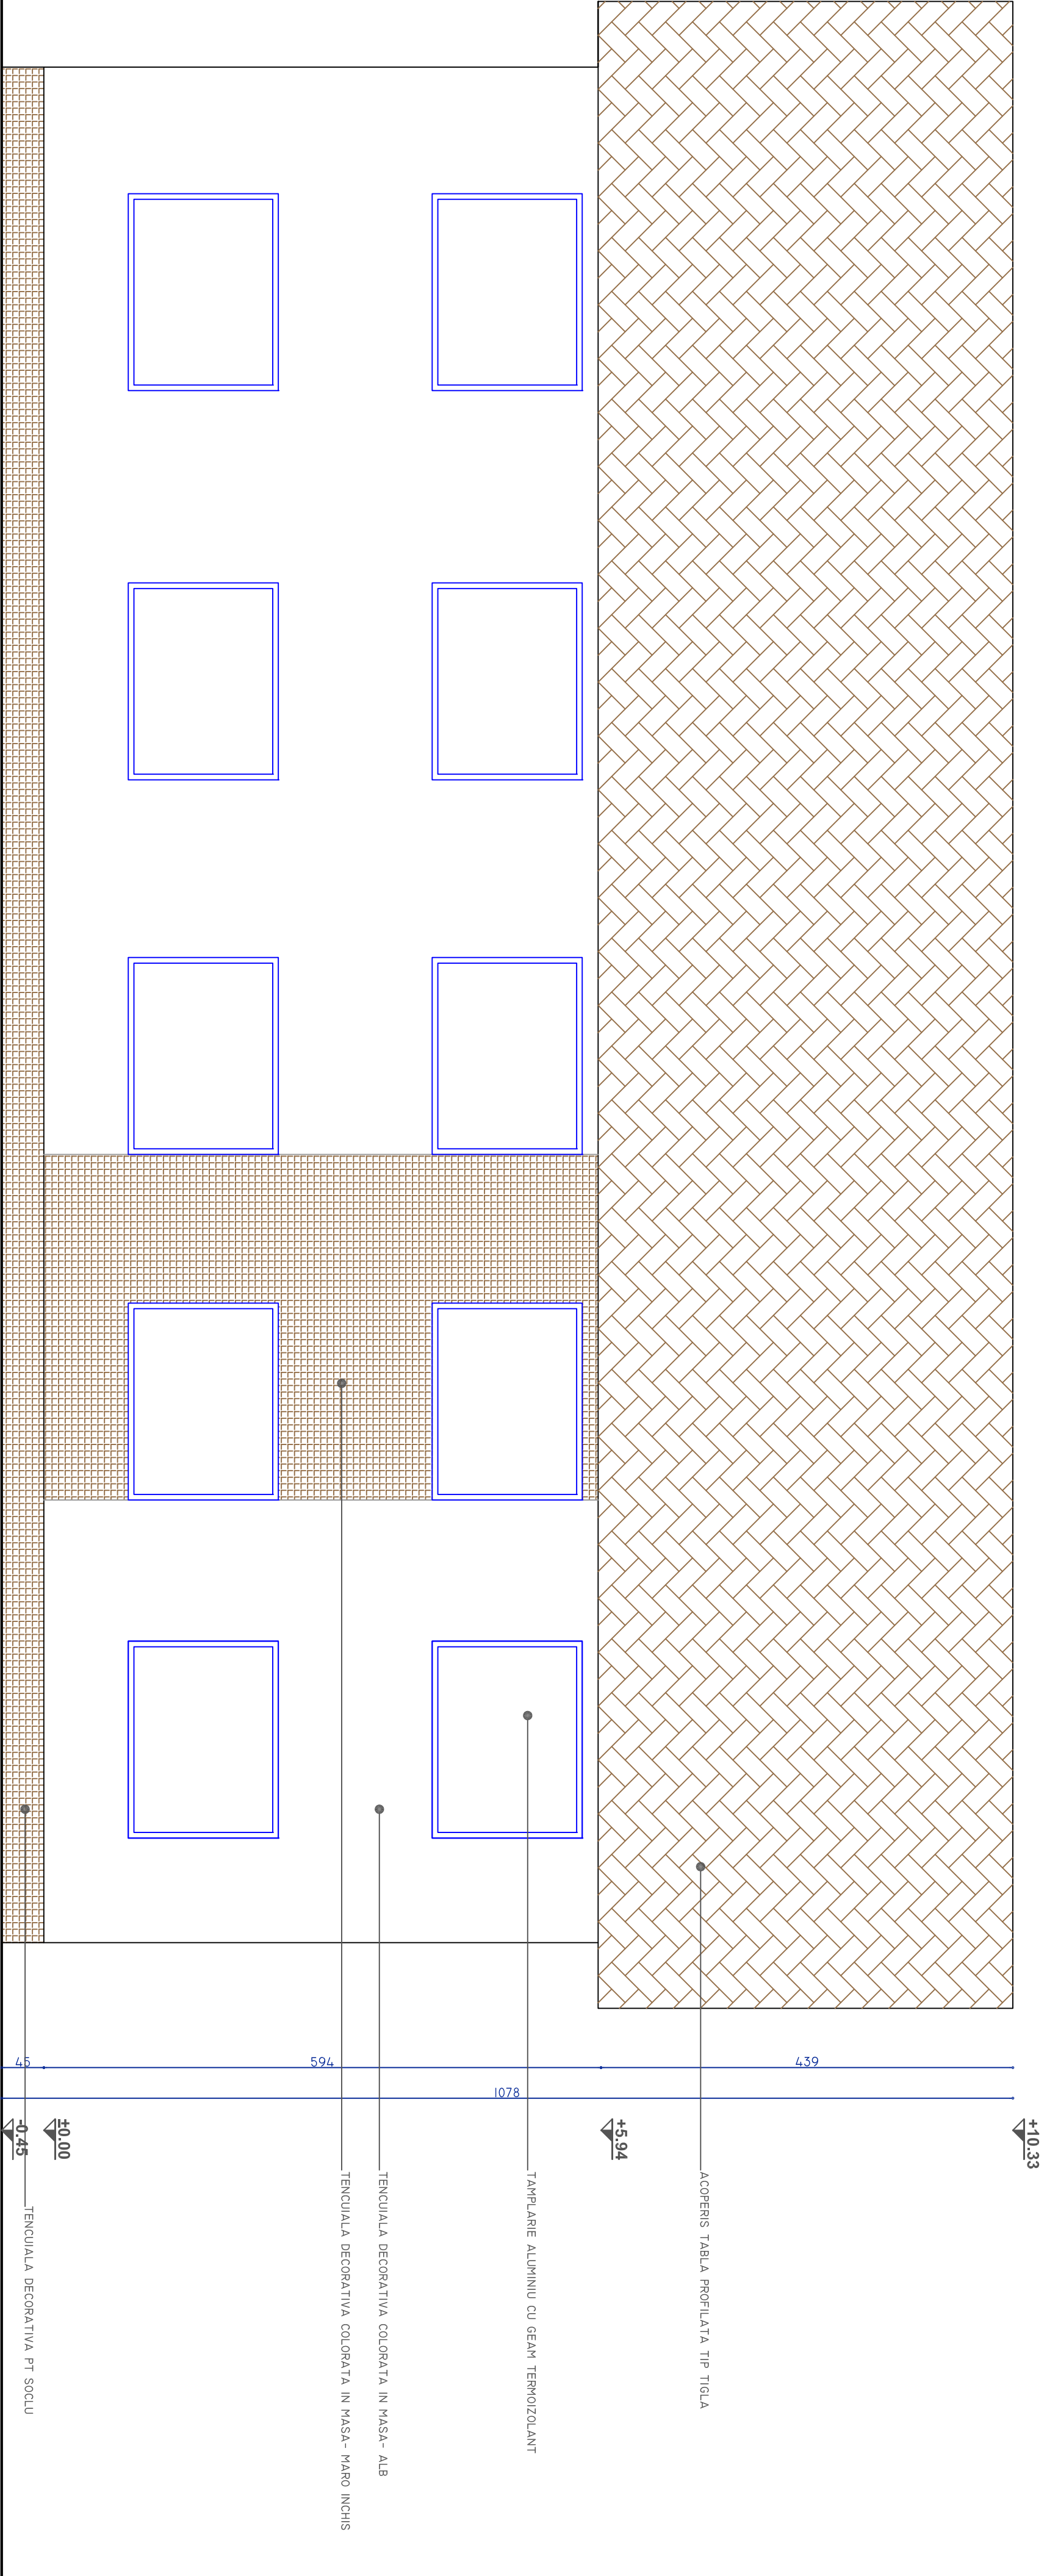 +10.33
+5.94
±0.00
-0.45
439
594
45
1078
ACOPERIS TABLA PROFILATA TIP TIGLA
TAMPLARIE ALUMINIU CU GEAM TERMOIZOLANT
TENCUIALA DECORATIVA COLORATA IN MASA- ALB
TENCUIALA DECORATIVA COLORATA IN MASA- MARO INCHIS
TENCUIALA DECORATIVA PT SOCLU